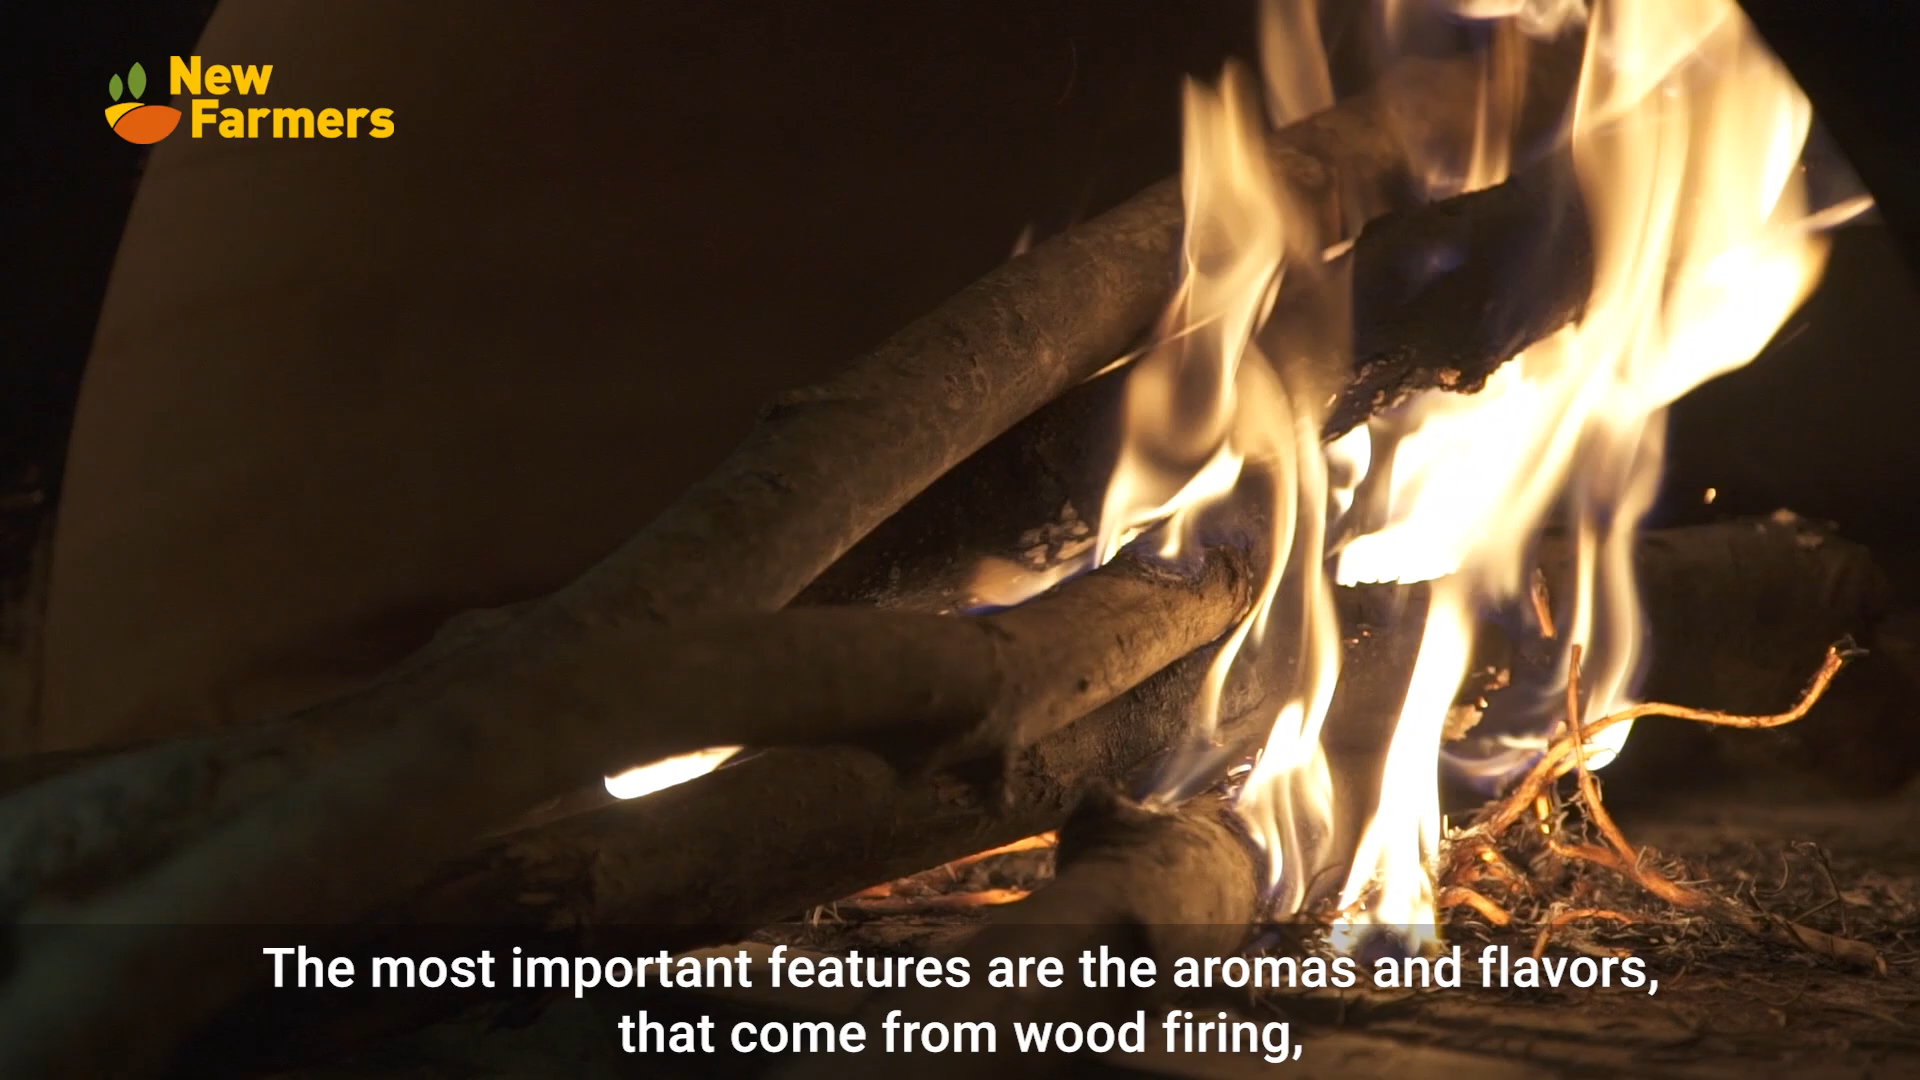 New
Farmers
The most important features are the aromas and flavors,
that come from wood firing,